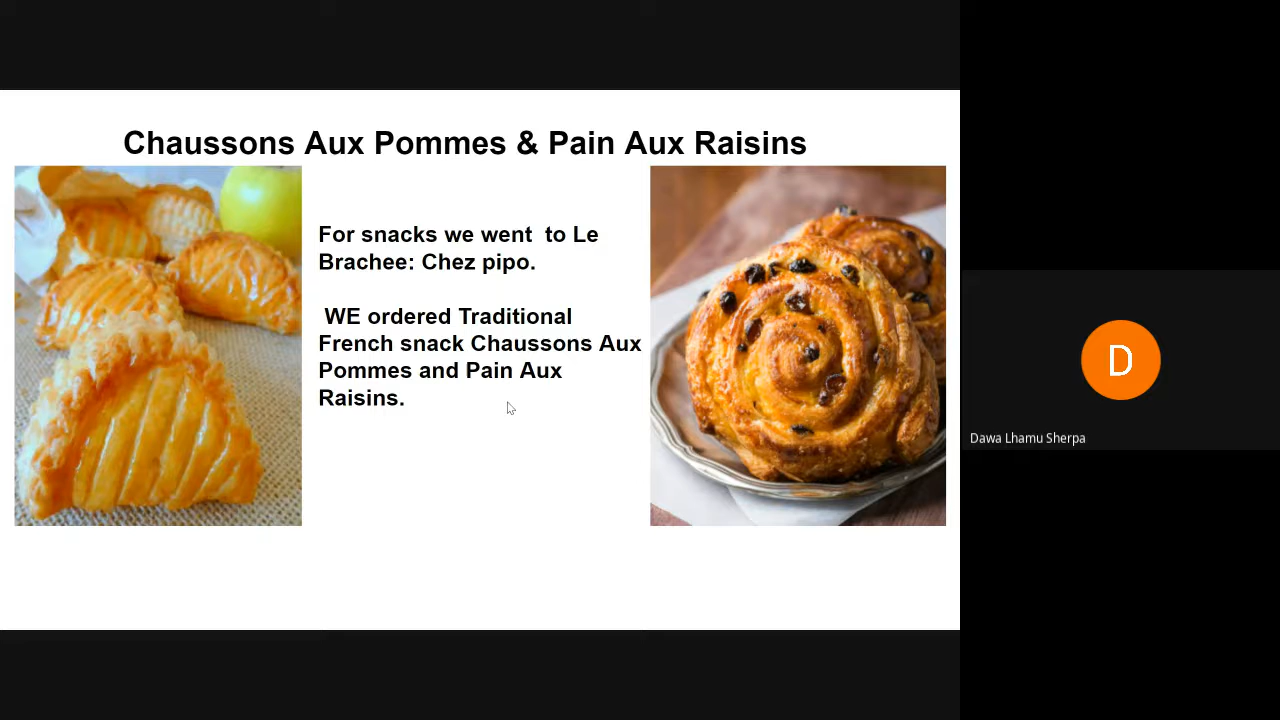 Chaussons Aux Pommes & Pain Aux Raisins
For snacks we went  to Le
Brachee: Chez pipo.
WE ordered Traditional
French snack Chaussons Aux
Pommes and Pain Aux
Raisins.
D
Dawa Lhamu Sherpa